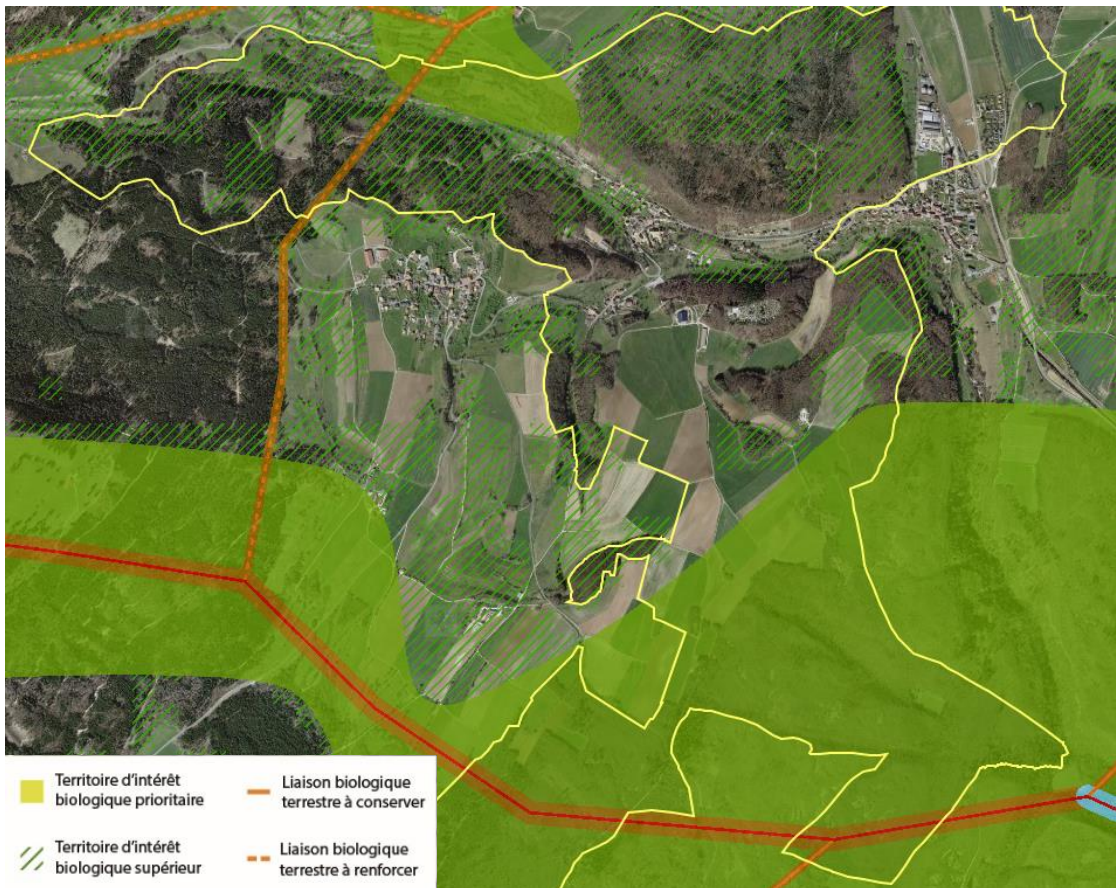 Territoire d'intérêt
biologique prioritaire
Liaison biologique
terrestre à conserver
Territoire d'intérêt
biologique supérieur
Liaison biologique
terrestre à renforcer